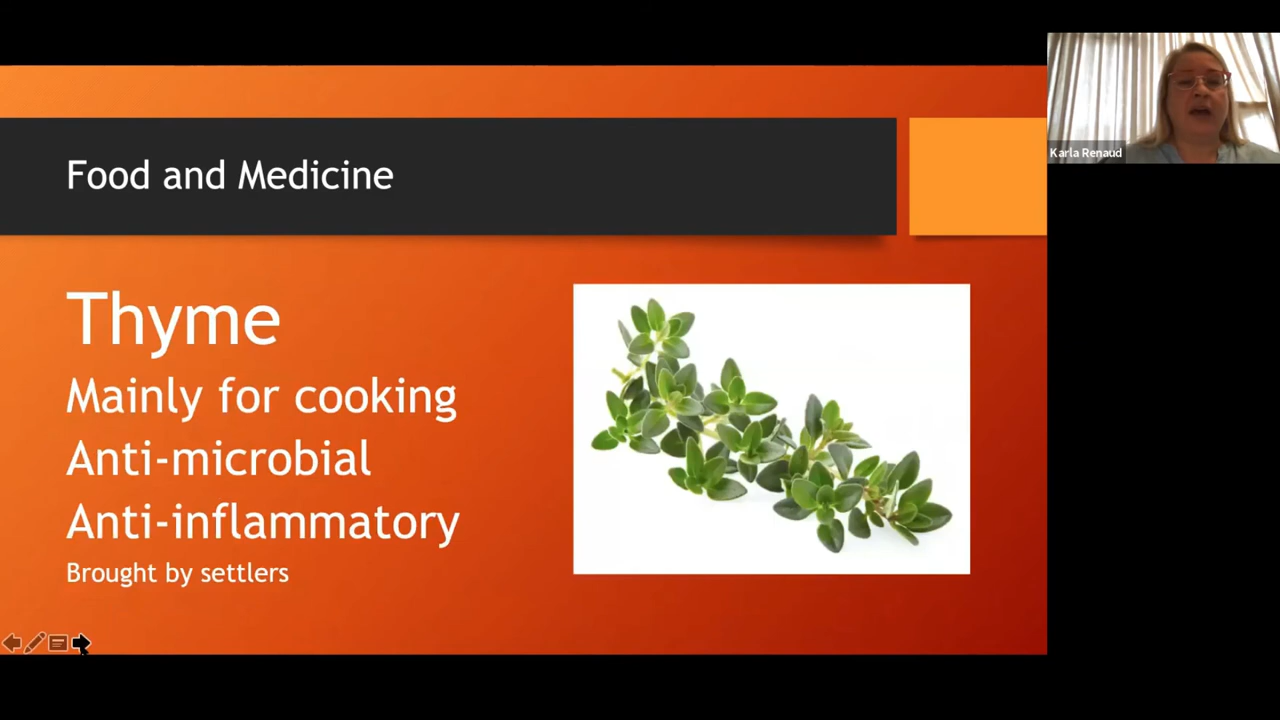 Food and Medicine
Karla Renaud
Thyme
Mainly for cooking
Anti-microbial
Anti-inflammatory
Brought by settlers